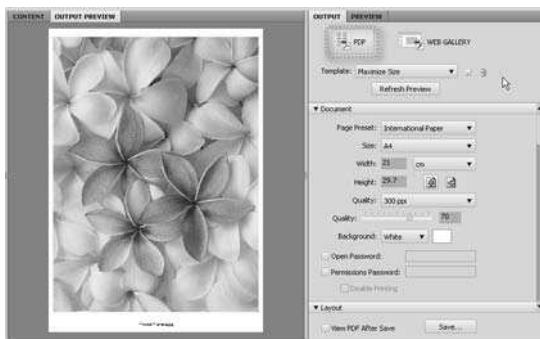 CONTENT OUTPUT PREVIEW
OUTPUT PREVIEW
PDF WEB GALLERY
Template: Maximize Size
Refresh Preview
Document
Page Preset: International Paper
Size: A4
Width: 21 cm
Height: 29.7
Quality: 300 ppi
Quality: 70
Background: White
Open Password:
Permissions Password:
Disable Printing
Layout
View PDF After Save Save...